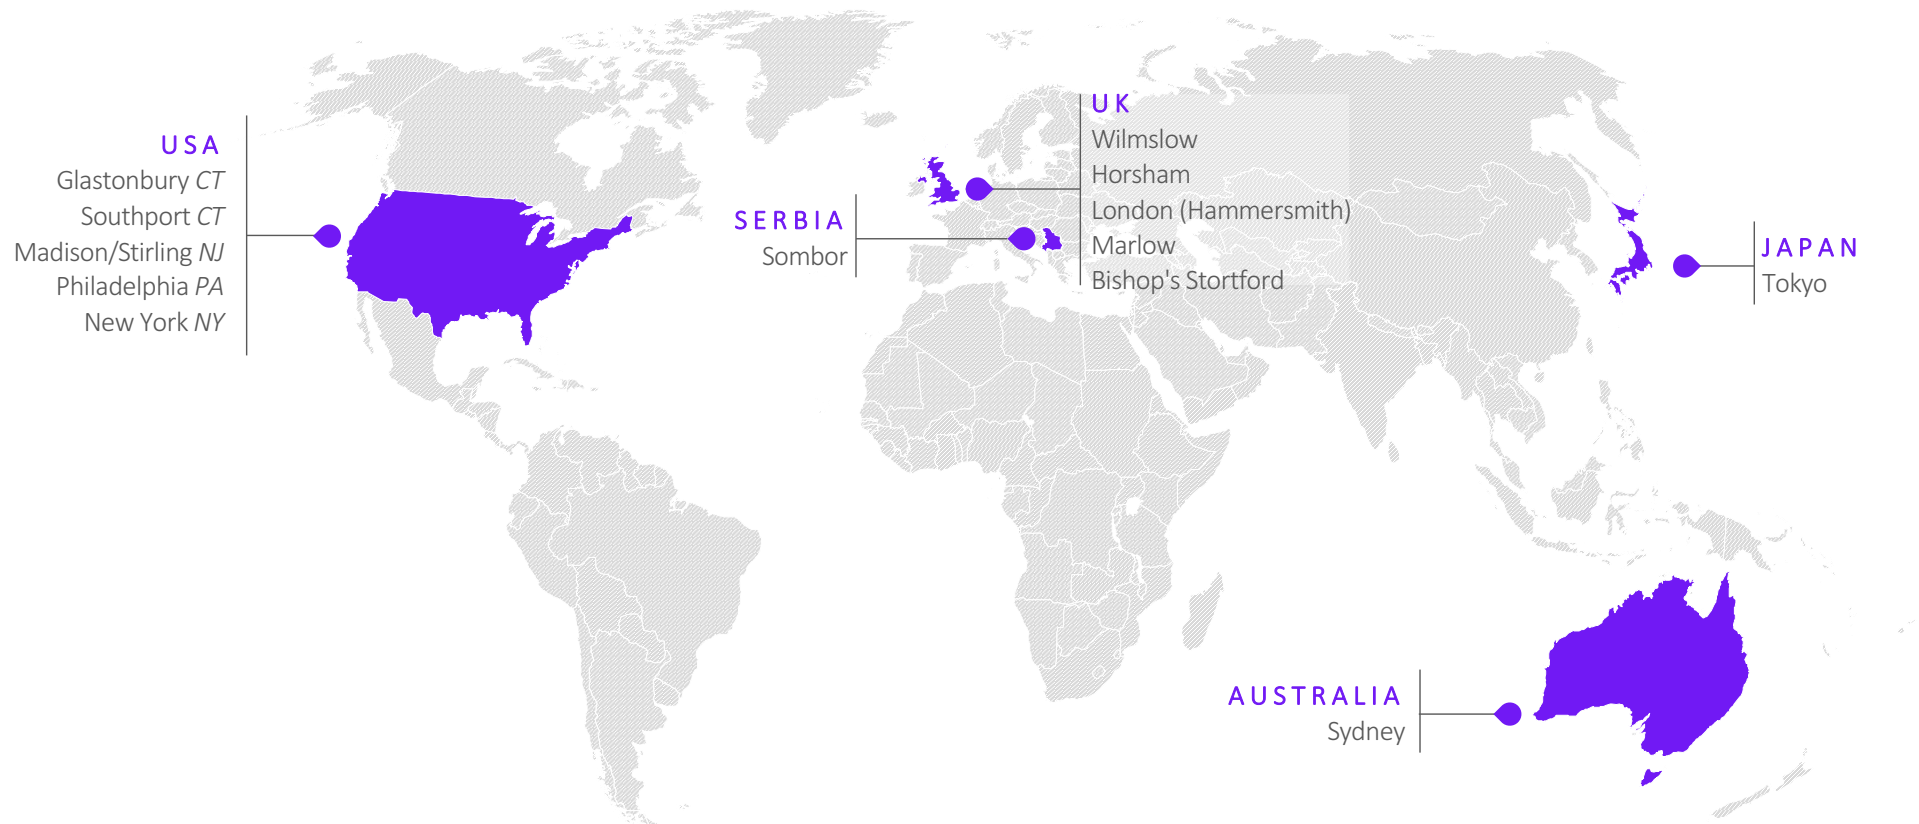 USA
Glastonbury CT
Southport CT
Madison/Stirling NJ
Philadelphia PA
New York NY
SERBIA
Sombor
UK
Wilmslow
Horsham
London (Hammersmith)
Marlow
Bishop's Stortford
JAPAN
Tokyo
AUSTRALIA
Sydney